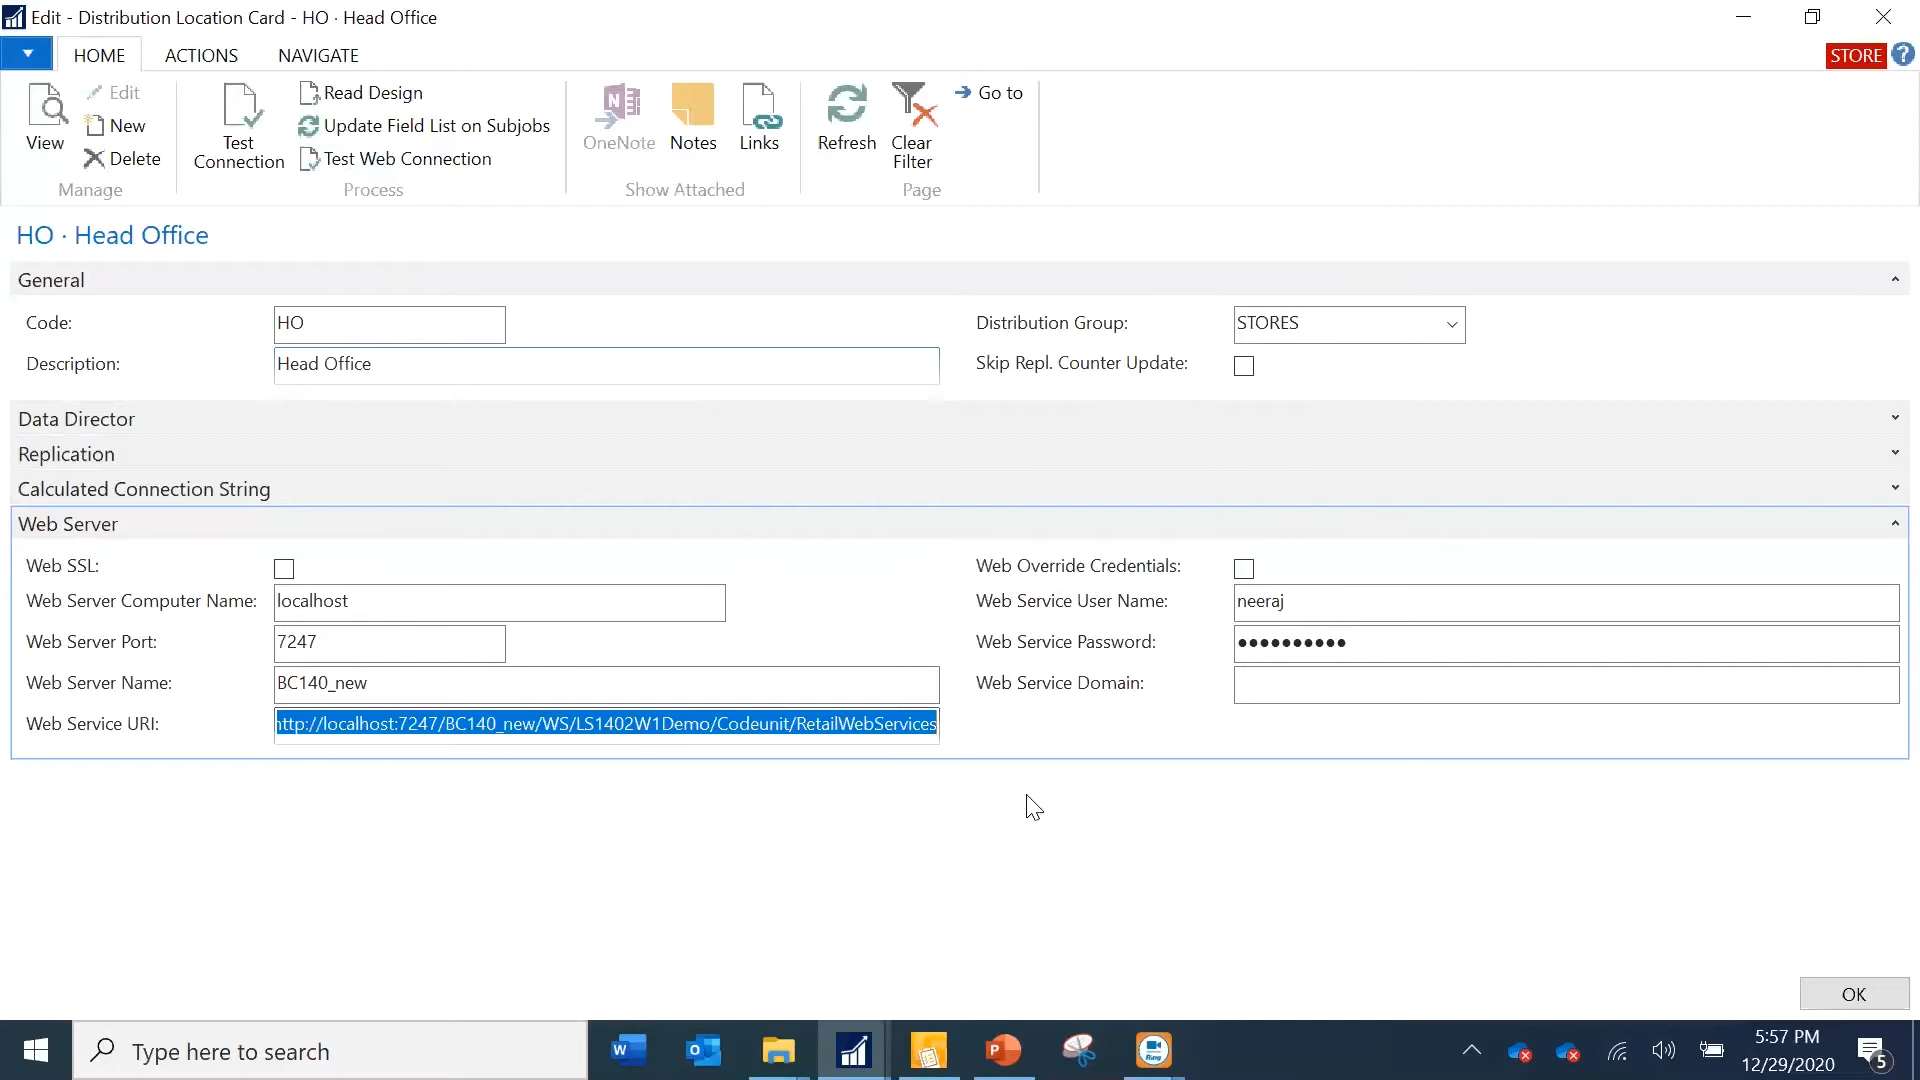 Edit - Distribution Location Card - HO · Head Office
HOME ACTIONS NAVIGATE STORE ?
View
Edit
New
Delete
Manage
Test Connection
Read Design
Update Field List on Subjobs
Test Web Connection
Process
OneNote
Notes
Links
Show Attached
Refresh
Clear Filter
Go to
Page
HO · Head Office
General
Code: HO
Distribution Group: STORES
Description: Head Office
Skip Repl. Counter Update:
Data Director
Replication
Calculated Connection String
Web Server
Web SSL:
Web Override Credentials:
Web Server Computer Name: localhost
Web Service User Name: neeraj
Web Server Port: 7247
Web Service Password: ●●●●●●●●●●
Web Server Name: BC140_new
Web Service Domain:
Web Service URI: http://localhost:7247/BC140_new/WS/LS1402W1Demo/Codeunit/RetailWebServices
OK
Type here to search
5:57 PM
12/29/2020
5